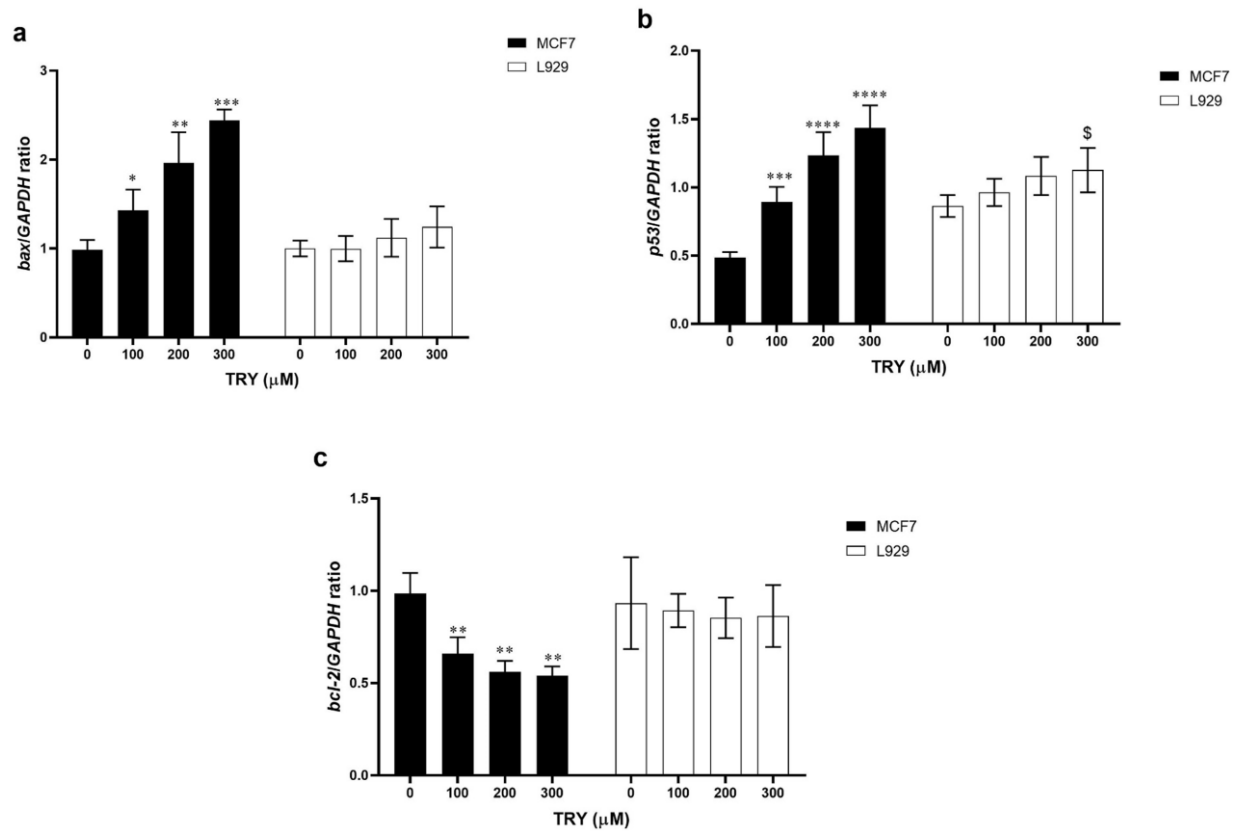 a
MCF7
L929
bax/GAPDH ratio
3
2
1
0
*
**
***
0 100 200 300 0 100 200 300
TRY (μM)
b
MCF7
L929
p53/GAPDH ratio
2.0
1.5
1.0
0.5
0.0
***
****
****
$
0 100 200 300 0 100 200 300
TRY (μM)
c
MCF7
L929
bcl-2/GAPDH ratio
1.5
1.0
0.5
0.0
**
**
**
0 100 200 300 0 100 200 300
TRY (μM)